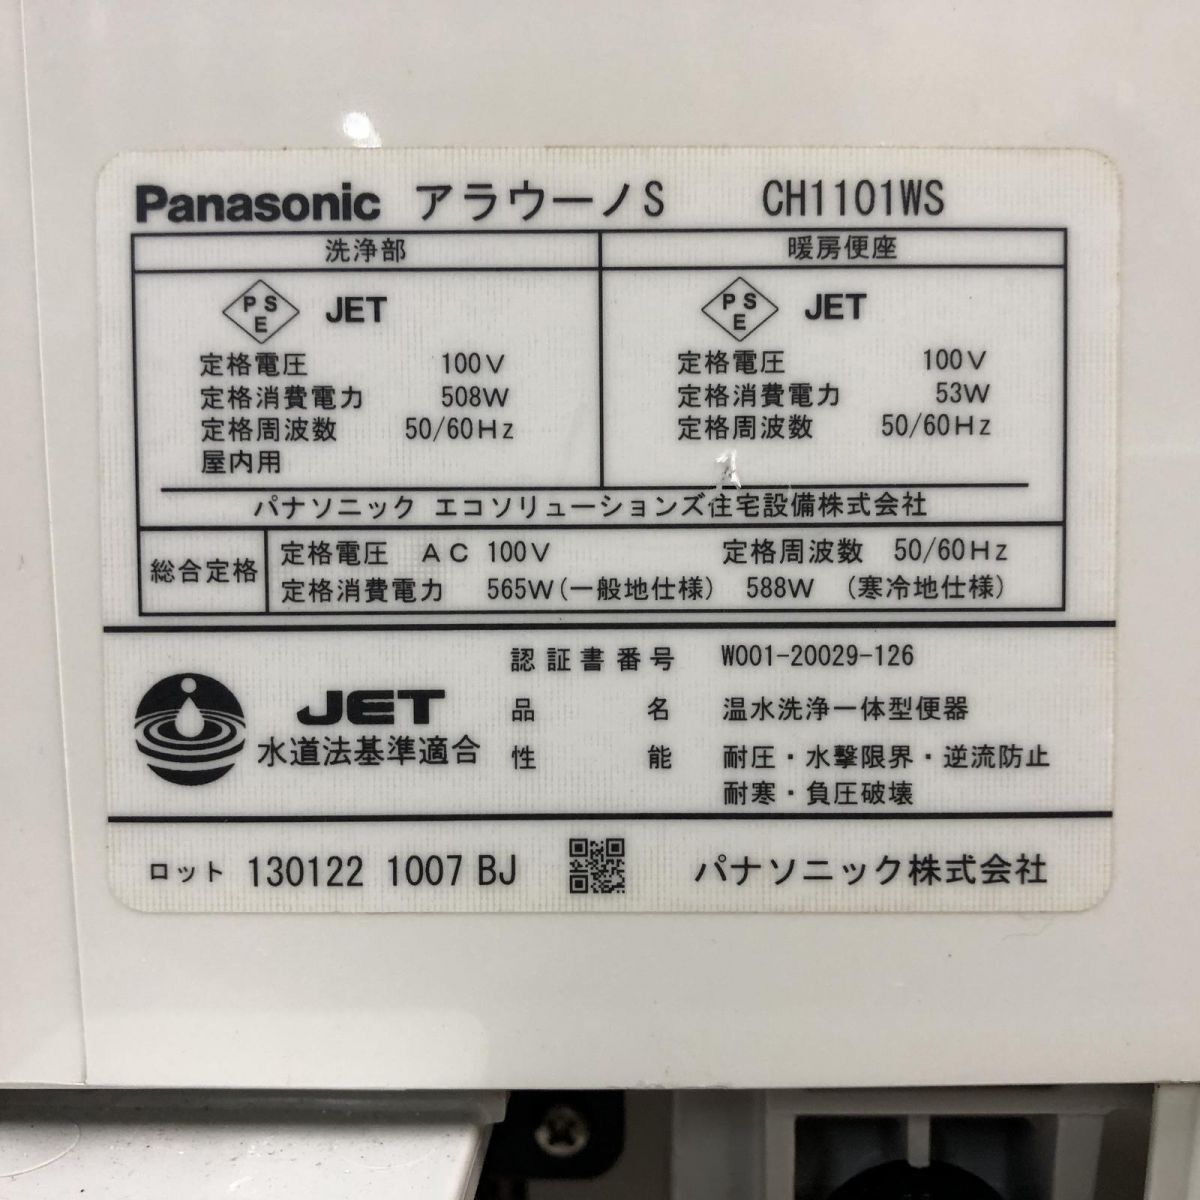 Panasonic アラウーノS CH1101WS
洗浄部 暖房便座
PSE JET PSE JET
定格電圧 100V 定格電圧 100V
定格消費電力 508W 定格消費電力 53W
定格周波数 50/60Hz 定格周波数 50/60Hz
屋内用
パナソニック エコソリューションズ住宅設備株式会社
総合定格 定格電圧 AC 100V 定格周波数 50/60Hz
定格消費電力 565W(一般地仕様) 588W (寒冷地仕様)
認証書番号 W001-20029-126
JET 品名 温水洗浄一体型便器
水道法基準適合 性能 耐圧・水撃限界・逆流防止
耐寒・負圧破壊
ロット 130122 1007 BJ パナソニック株式会社